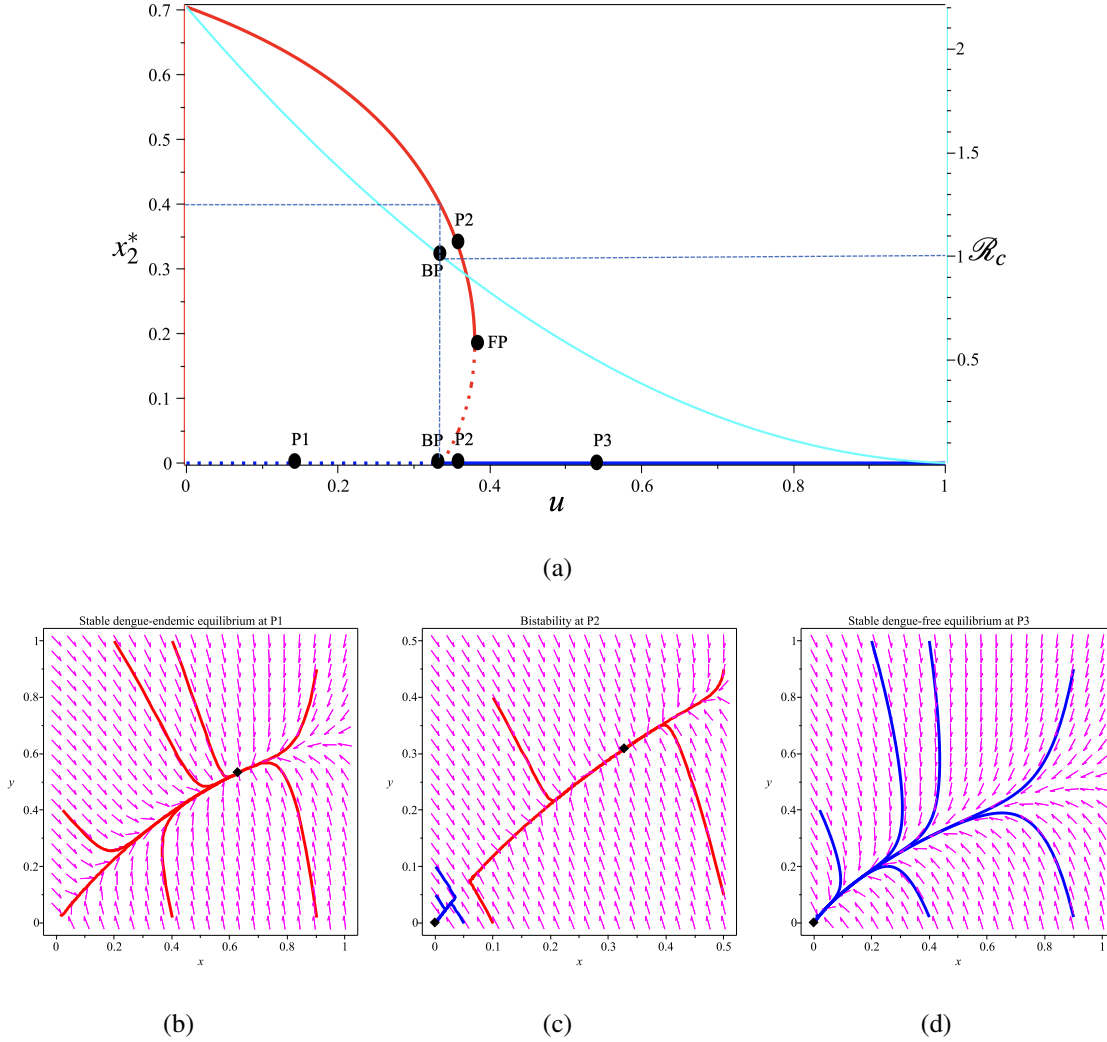 0.7
0.6
0.5
0.4
0.3
0.2
0.1
0
x₂*
2
1.5
1
0.5
ℛc
P2
BP
FP
P1
BP
P2
P3
0 0.2 0.4 0.6 0.8 1
u
(a)
Stable dengue-endemic equilibrium at P1
1
0.8
0.6
y
0.4
0.2
0
0 0.2 0.4 0.6 0.8 1
x
(b)
Bistability at P2
0.5
0.4
0.3
y
0.2
0.1
0
0 0.1 0.2 0.3 0.4 0.5
x
(c)
Stable dengue-free equilibrium at P3
1
0.8
0.6
y
0.4
0.2
0
0 0.2 0.4 0.6 0.8 1
x
(d)